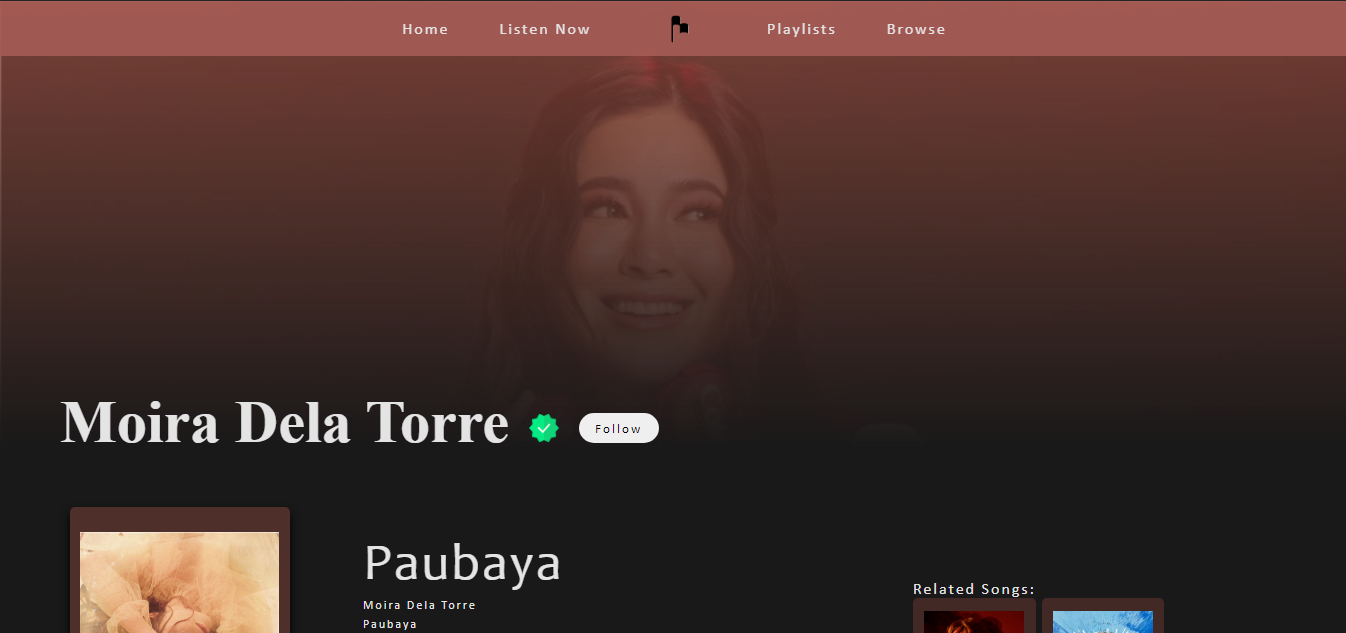 Home Listen Now Playlists Browse
Moira Dela Torre Follow
Paubaya
Moira Dela Torre
Paubaya
Related Songs: